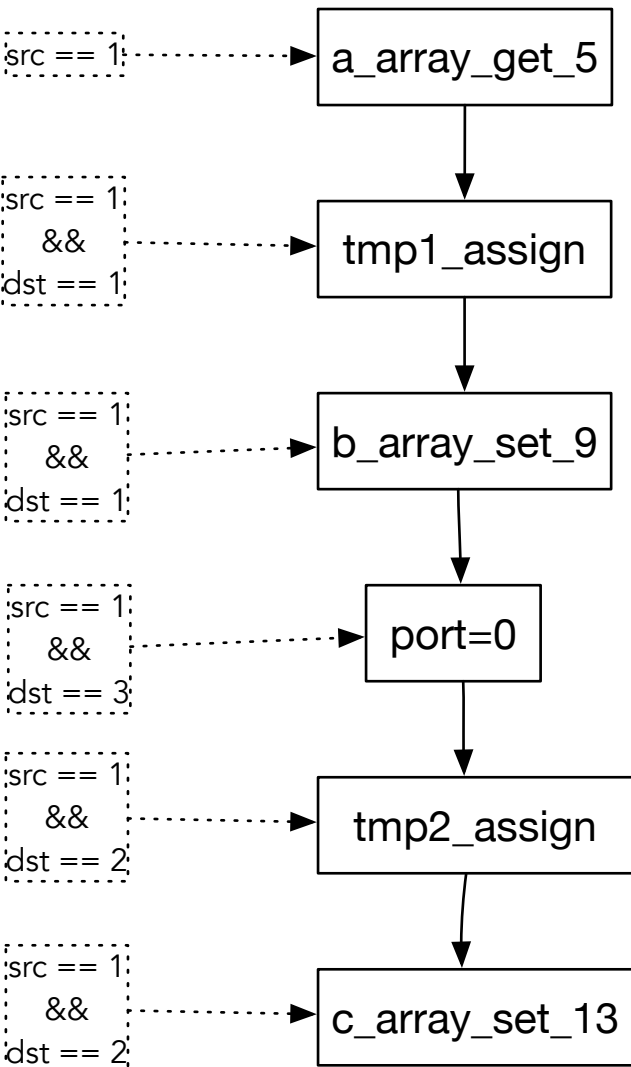 src == 1
a_array_get_5
src == 1
&&
dst == 1
tmp1_assign
src == 1
&&
dst == 1
b_array_set_9
src == 1
&&
dst == 3
port=0
src == 1
&&
dst == 2
tmp2_assign
src == 1
&&
dst == 2
c_array_set_13